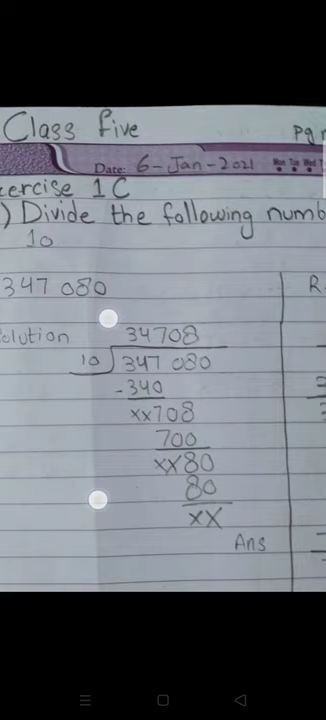 Class five
Pg n
Date: 6-Jan-2021 Mon Tue Wed T
ercise 1C
) Divide the following numb
10
347 080
R.
olution 34708
10 ) 347 080
-340
xx708
700
xx80
80
xx
Ans